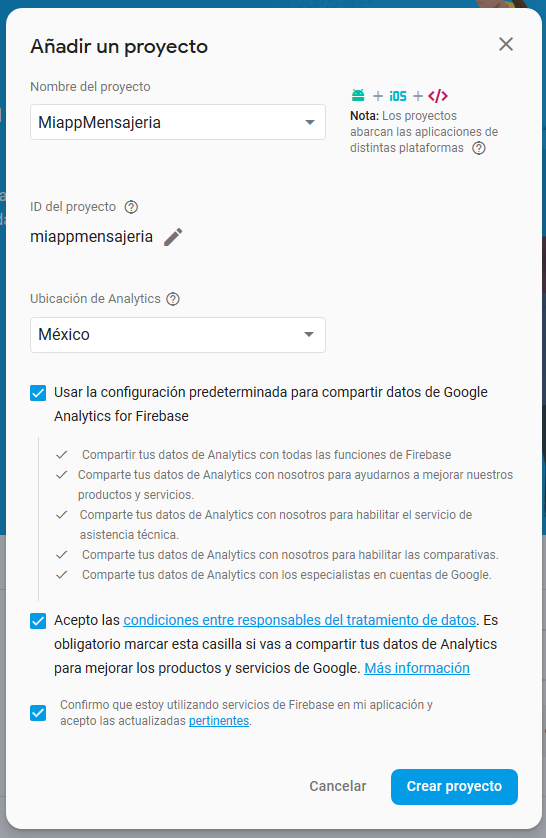 Añadir un proyecto
Nombre del proyecto
MiappMensajeria
+ iOS + </>
Nota: Los proyectos
abarcan las aplicaciones de
distintas plataformas
ID del proyecto
miappmensajeria
Ubicación de Analytics
México
Usar la configuración predeterminada para compartir datos de Google
Analytics for Firebase
Compartir tus datos de Analytics con todas las funciones de Firebase
Comparte tus datos de Analytics con nosotros para ayudarnos a mejorar nuestros
productos y servicios.
Comparte tus datos de Analytics con nosotros para habilitar el servicio de
asistencia técnica.
Comparte tus datos de Analytics con nosotros para habilitar las comparativas.
Comparte tus datos de Analytics con los especialistas en cuentas de Google.
Acepto las condiciones entre responsables del tratamiento de datos. Es
obligatorio marcar esta casilla si vas a compartir tus datos de Analytics
para mejorar los productos y servicios de Google. Más información
Confirmo que estoy utilizando servicios de Firebase en mi aplicación y
acepto las actualizadas pertinentes.
Cancelar
Crear proyecto